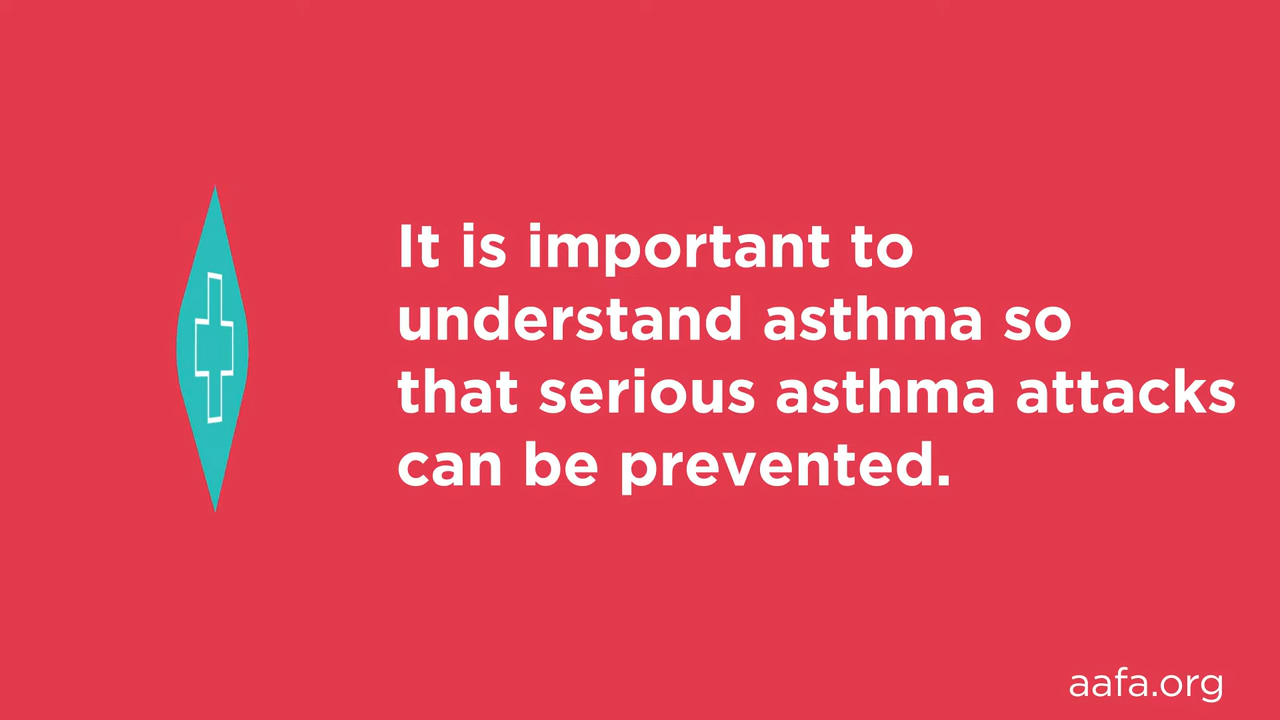 It is important to
understand asthma so
that serious asthma attacks
can be prevented.
aafa.org